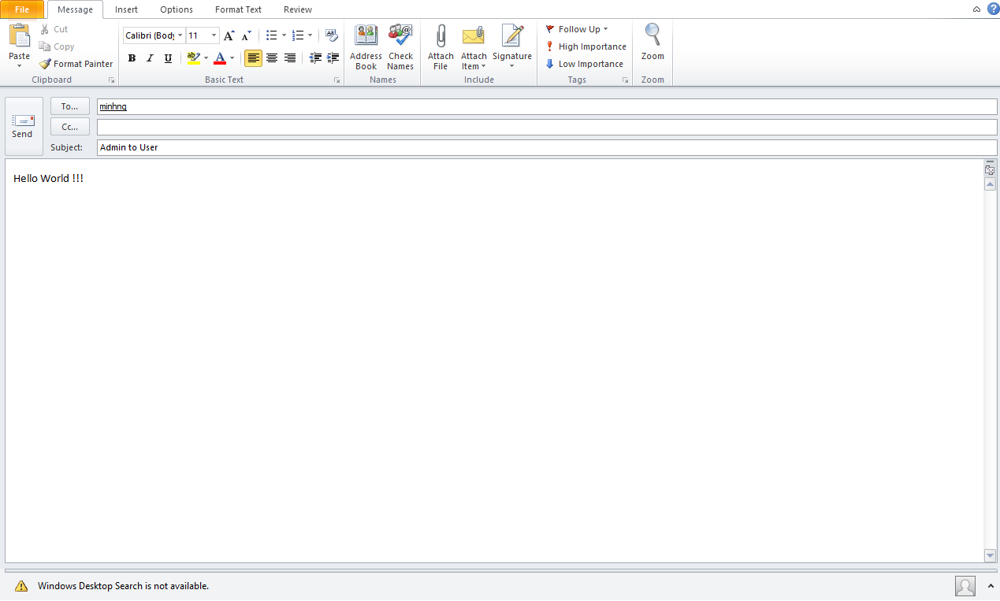 File Message Insert Options Format Text Review
Cut
Copy
Format Painter
Paste
Clipboard
Calibri (Body 11
B I U
Basic Text
Address Book
Check Names
Names
Attach File
Attach Item
Signature
Include
Follow Up
High Importance
Low Importance
Tags
Zoom
Zoom
Send
To... minhnq
Cc...
Subject: Admin to User
Hello World !!!
Windows Desktop Search is not available.